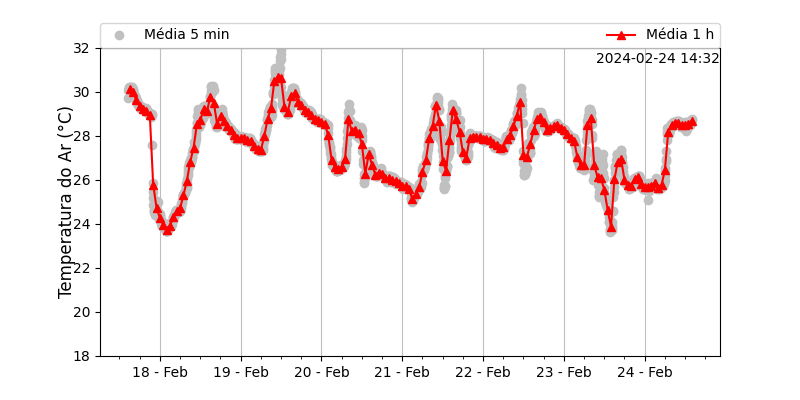 Média 5 min
Média 1 h
2024-02-24 14:32
Temperatura do Ar (°C)
32
30
28
26
24
22
20
18
18 - Feb
19 - Feb
20 - Feb
21 - Feb
22 - Feb
23 - Feb
24 - Feb